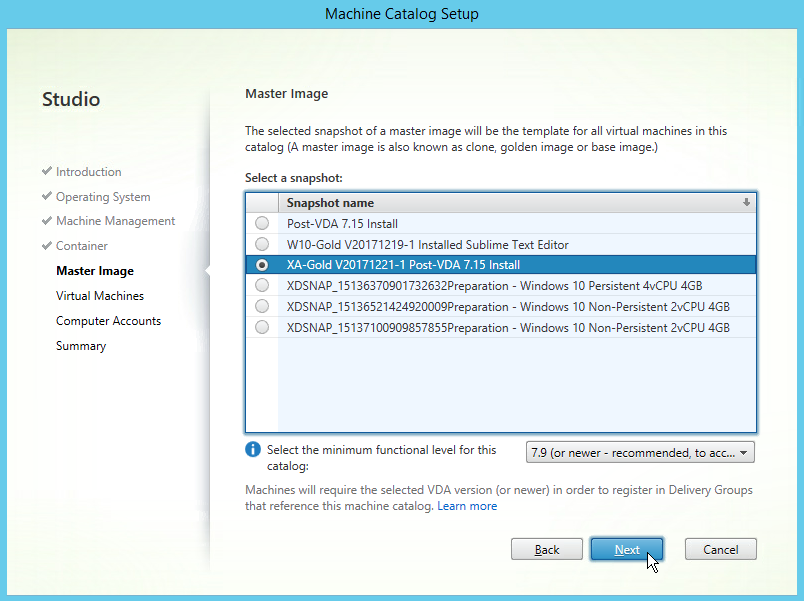 Machine Catalog Setup
Studio
Introduction
Operating System
Machine Management
Container
Master Image
Virtual Machines
Computer Accounts
Summary
Master Image
The selected snapshot of a master image will be the template for all virtual machines in this
catalog (A master image is also known as clone, golden image or base image.)
Select a snapshot:
Snapshot name
Post-VDA 7.15 Install
W10-Gold V20171219-1 Installed Sublime Text Editor
XA-Gold V20171221-1 Post-VDA 7.15 Install
XDSNAP_15136370901732632Preparation - Windows 10 Persistent 4vCPU 4GB
XDSNAP_15136521424920009Preparation - Windows 10 Non-Persistent 2vCPU 4GB
XDSNAP_15137100909857855Preparation - Windows 10 Non-Persistent 2vCPU 4GB
Select the minimum functional level for this
catalog:
7.9 (or newer - recommended, to acc...
Machines will require the selected VDA version (or newer) in order to register in Delivery Groups
that reference this machine catalog. Learn more
Back
Next
Cancel